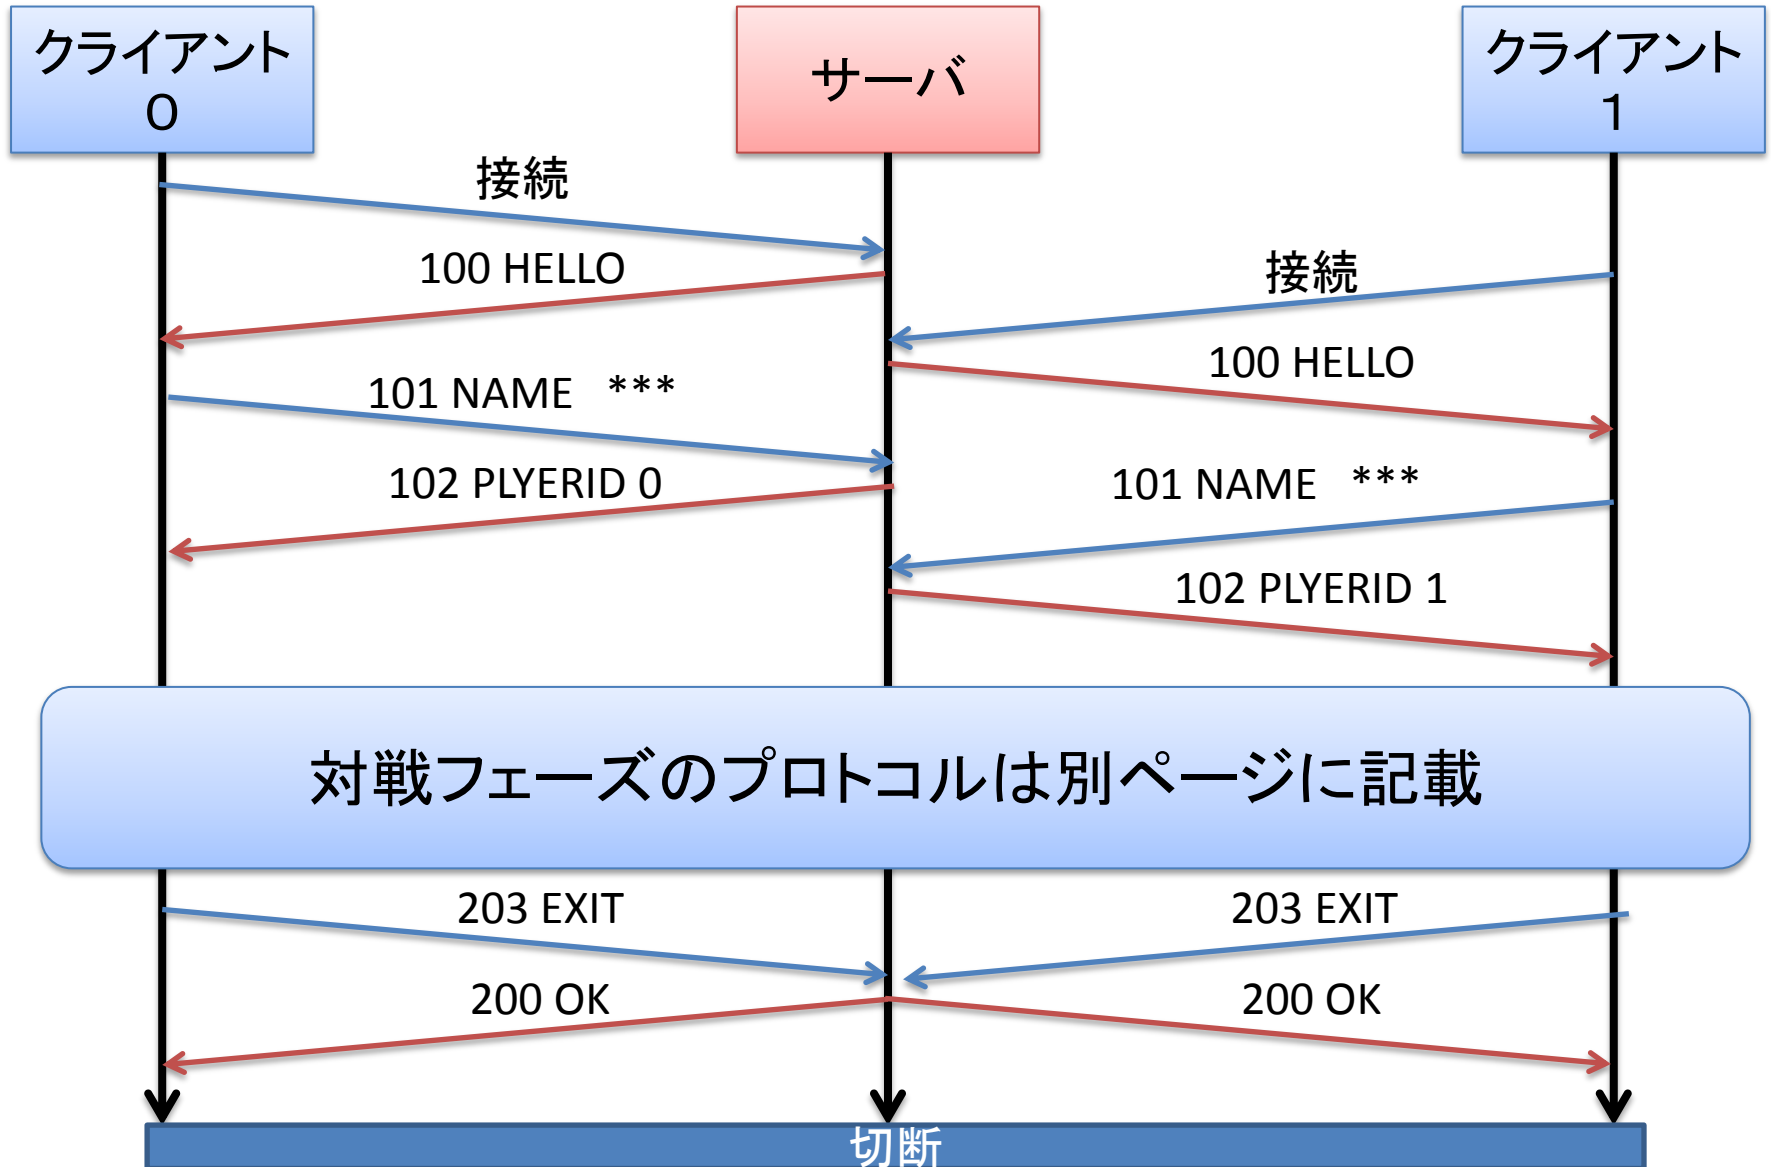 クライアント
０
サーバ
クライアント
１
接続
100 HELLO
接続
100 HELLO
101 NAME ***
102 PLYERID 0
101 NAME ***
102 PLYERID 1
対戦フェーズのプロトコルは別ページに記載
203 EXIT
203 EXIT
200 OK
200 OK
切断